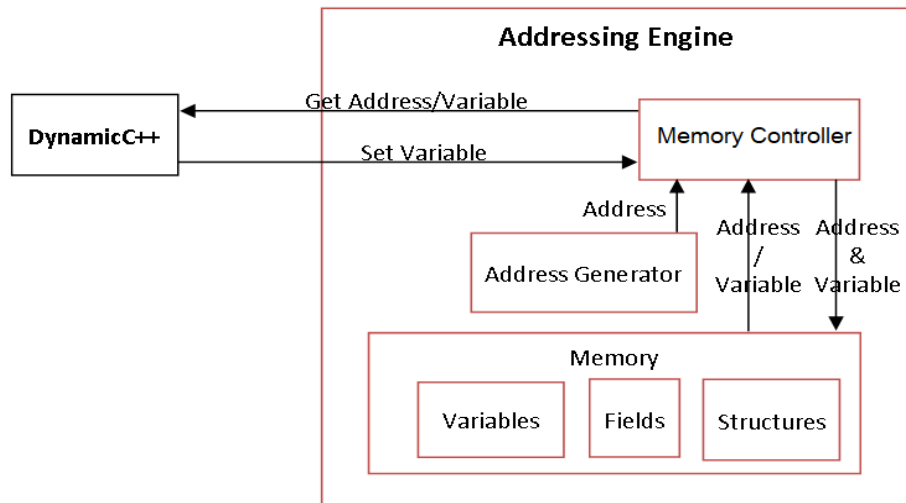 Addressing Engine
Get Address/Variable
DynamicC++
Memory Controller
Set Variable
Address
Address
/
Variable
Address
&
Variable
Address Generator
Memory
Variables
Fields
Structures